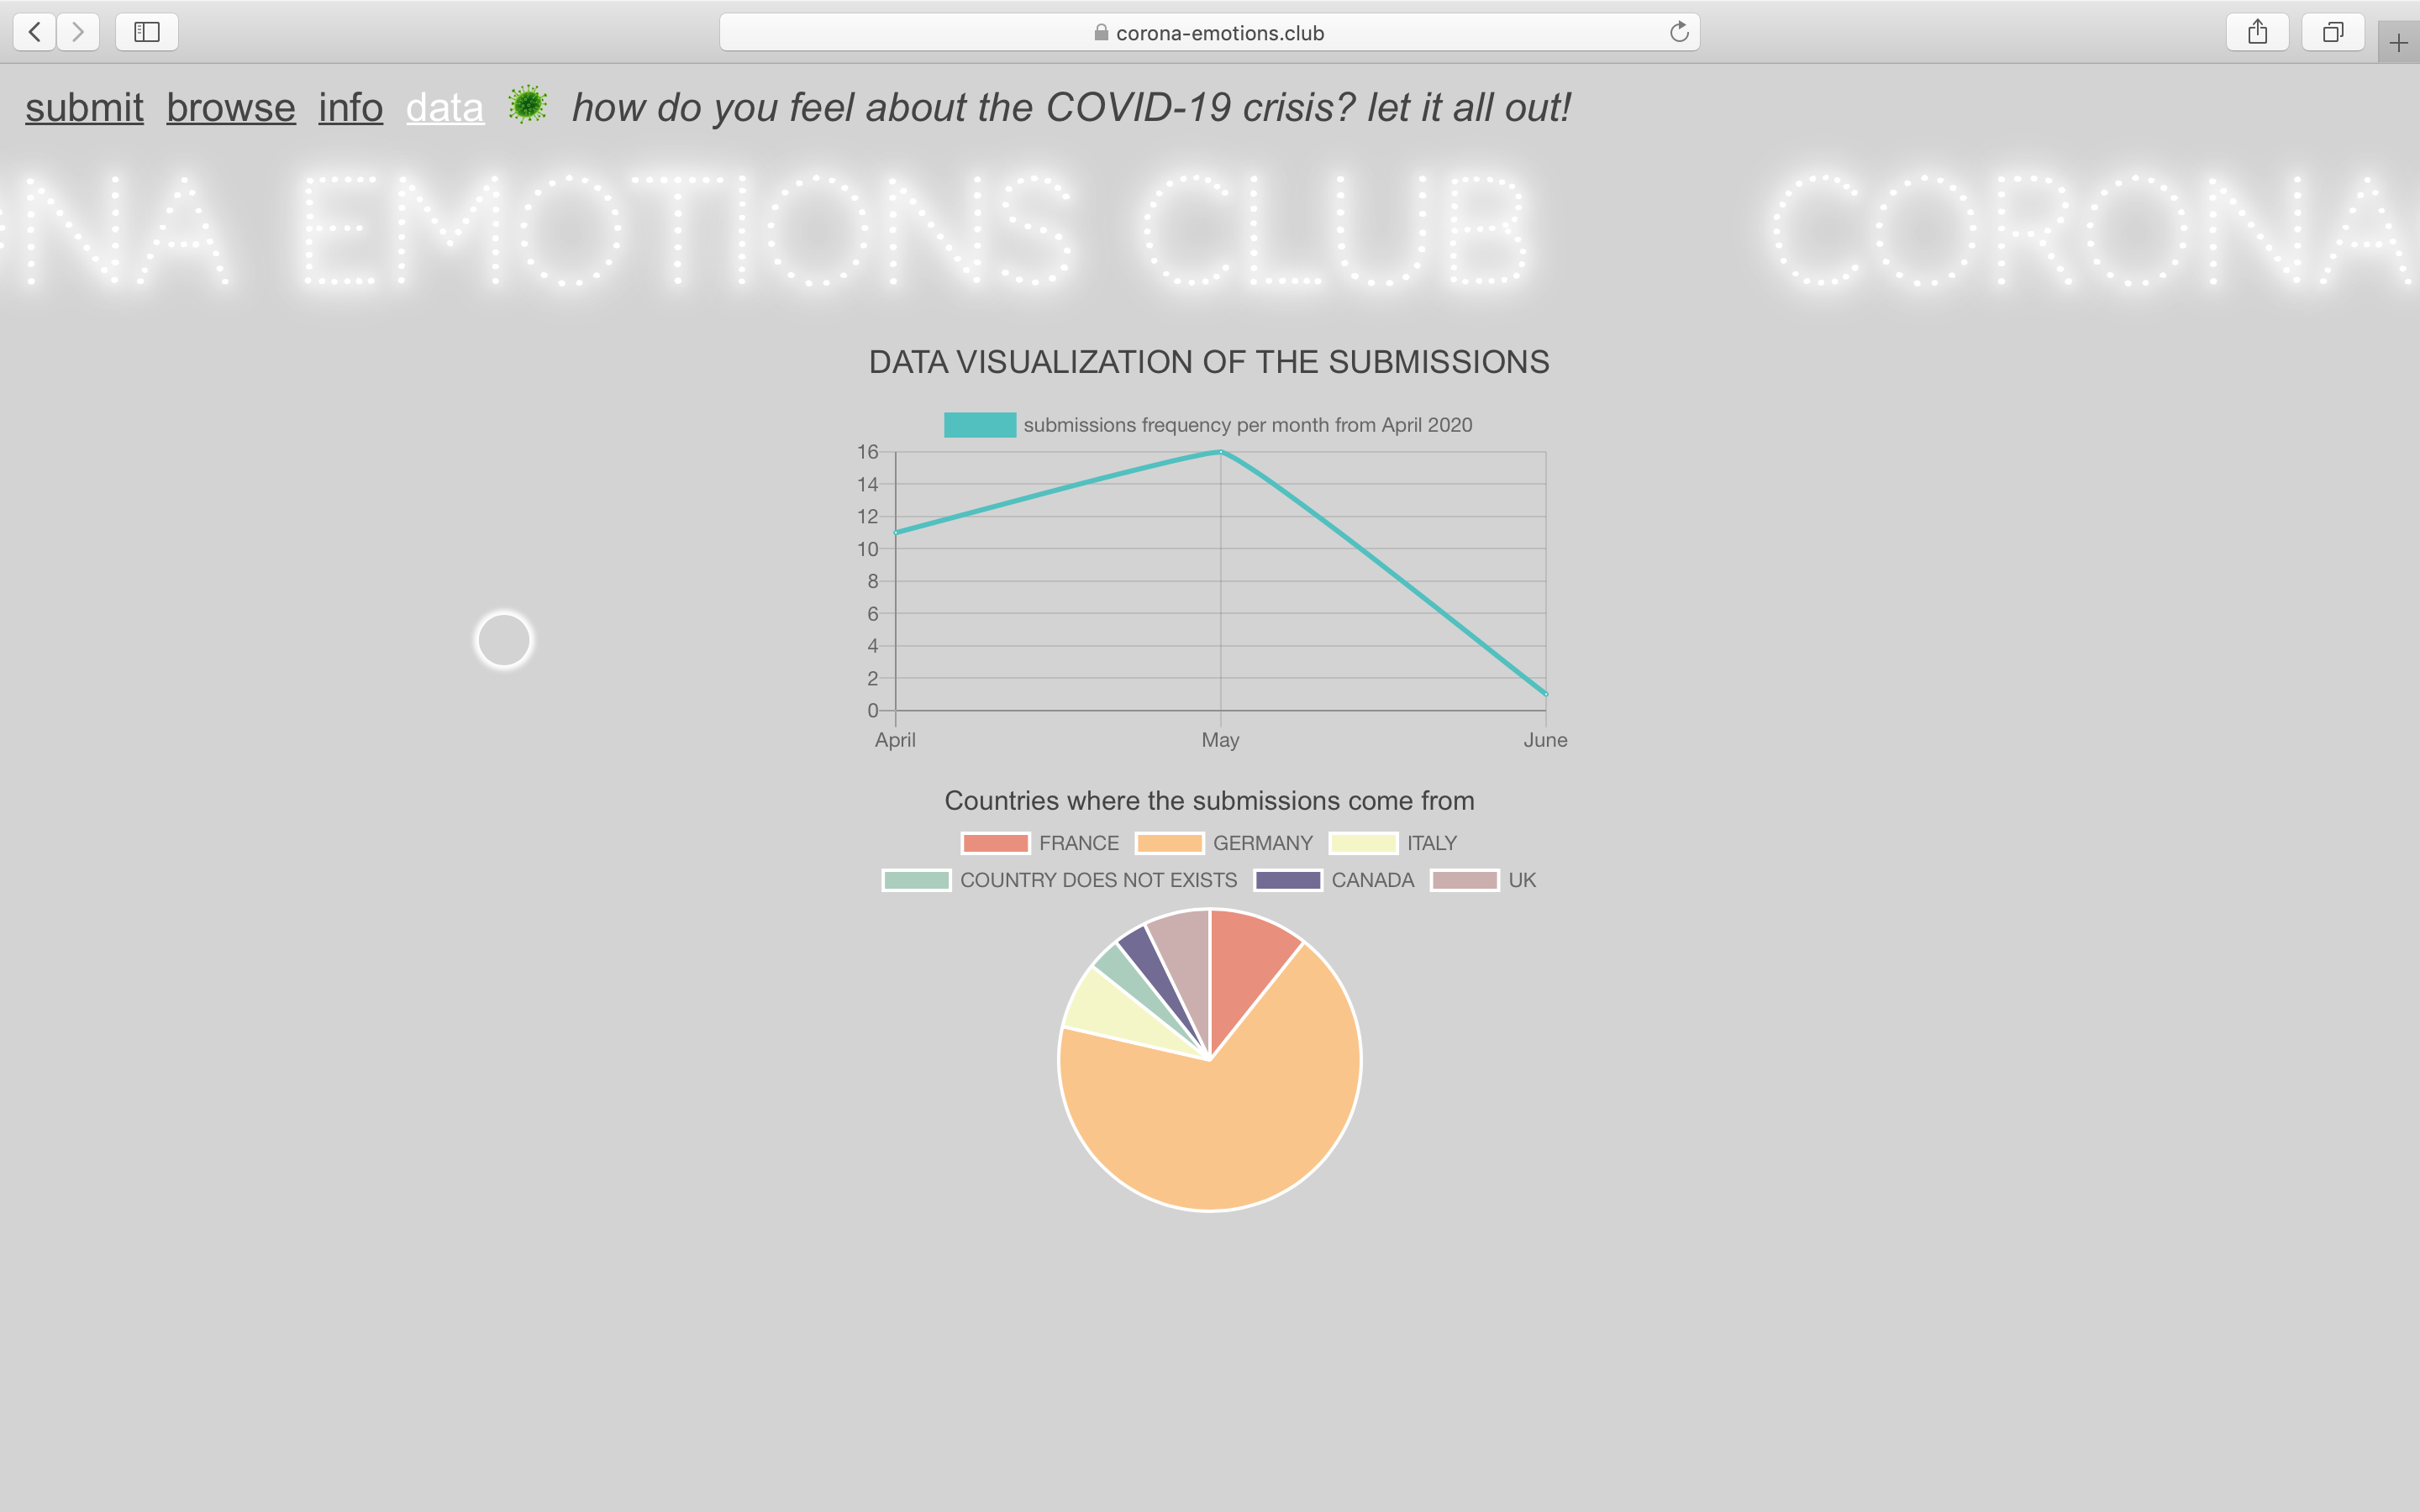 corona-emotions.club
submit browse info data how do you feel about the COVID-19 crisis? let it all out!
NA EMOTIONS CLUB CORONA
DATA VISUALIZATION OF THE SUBMISSIONS
submissions frequency per month from April 2020
16
14
12
10
8
6
4
2
0
April May June
Countries where the submissions come from
FRANCE GERMANY ITALY
COUNTRY DOES NOT EXISTS CANADA UK